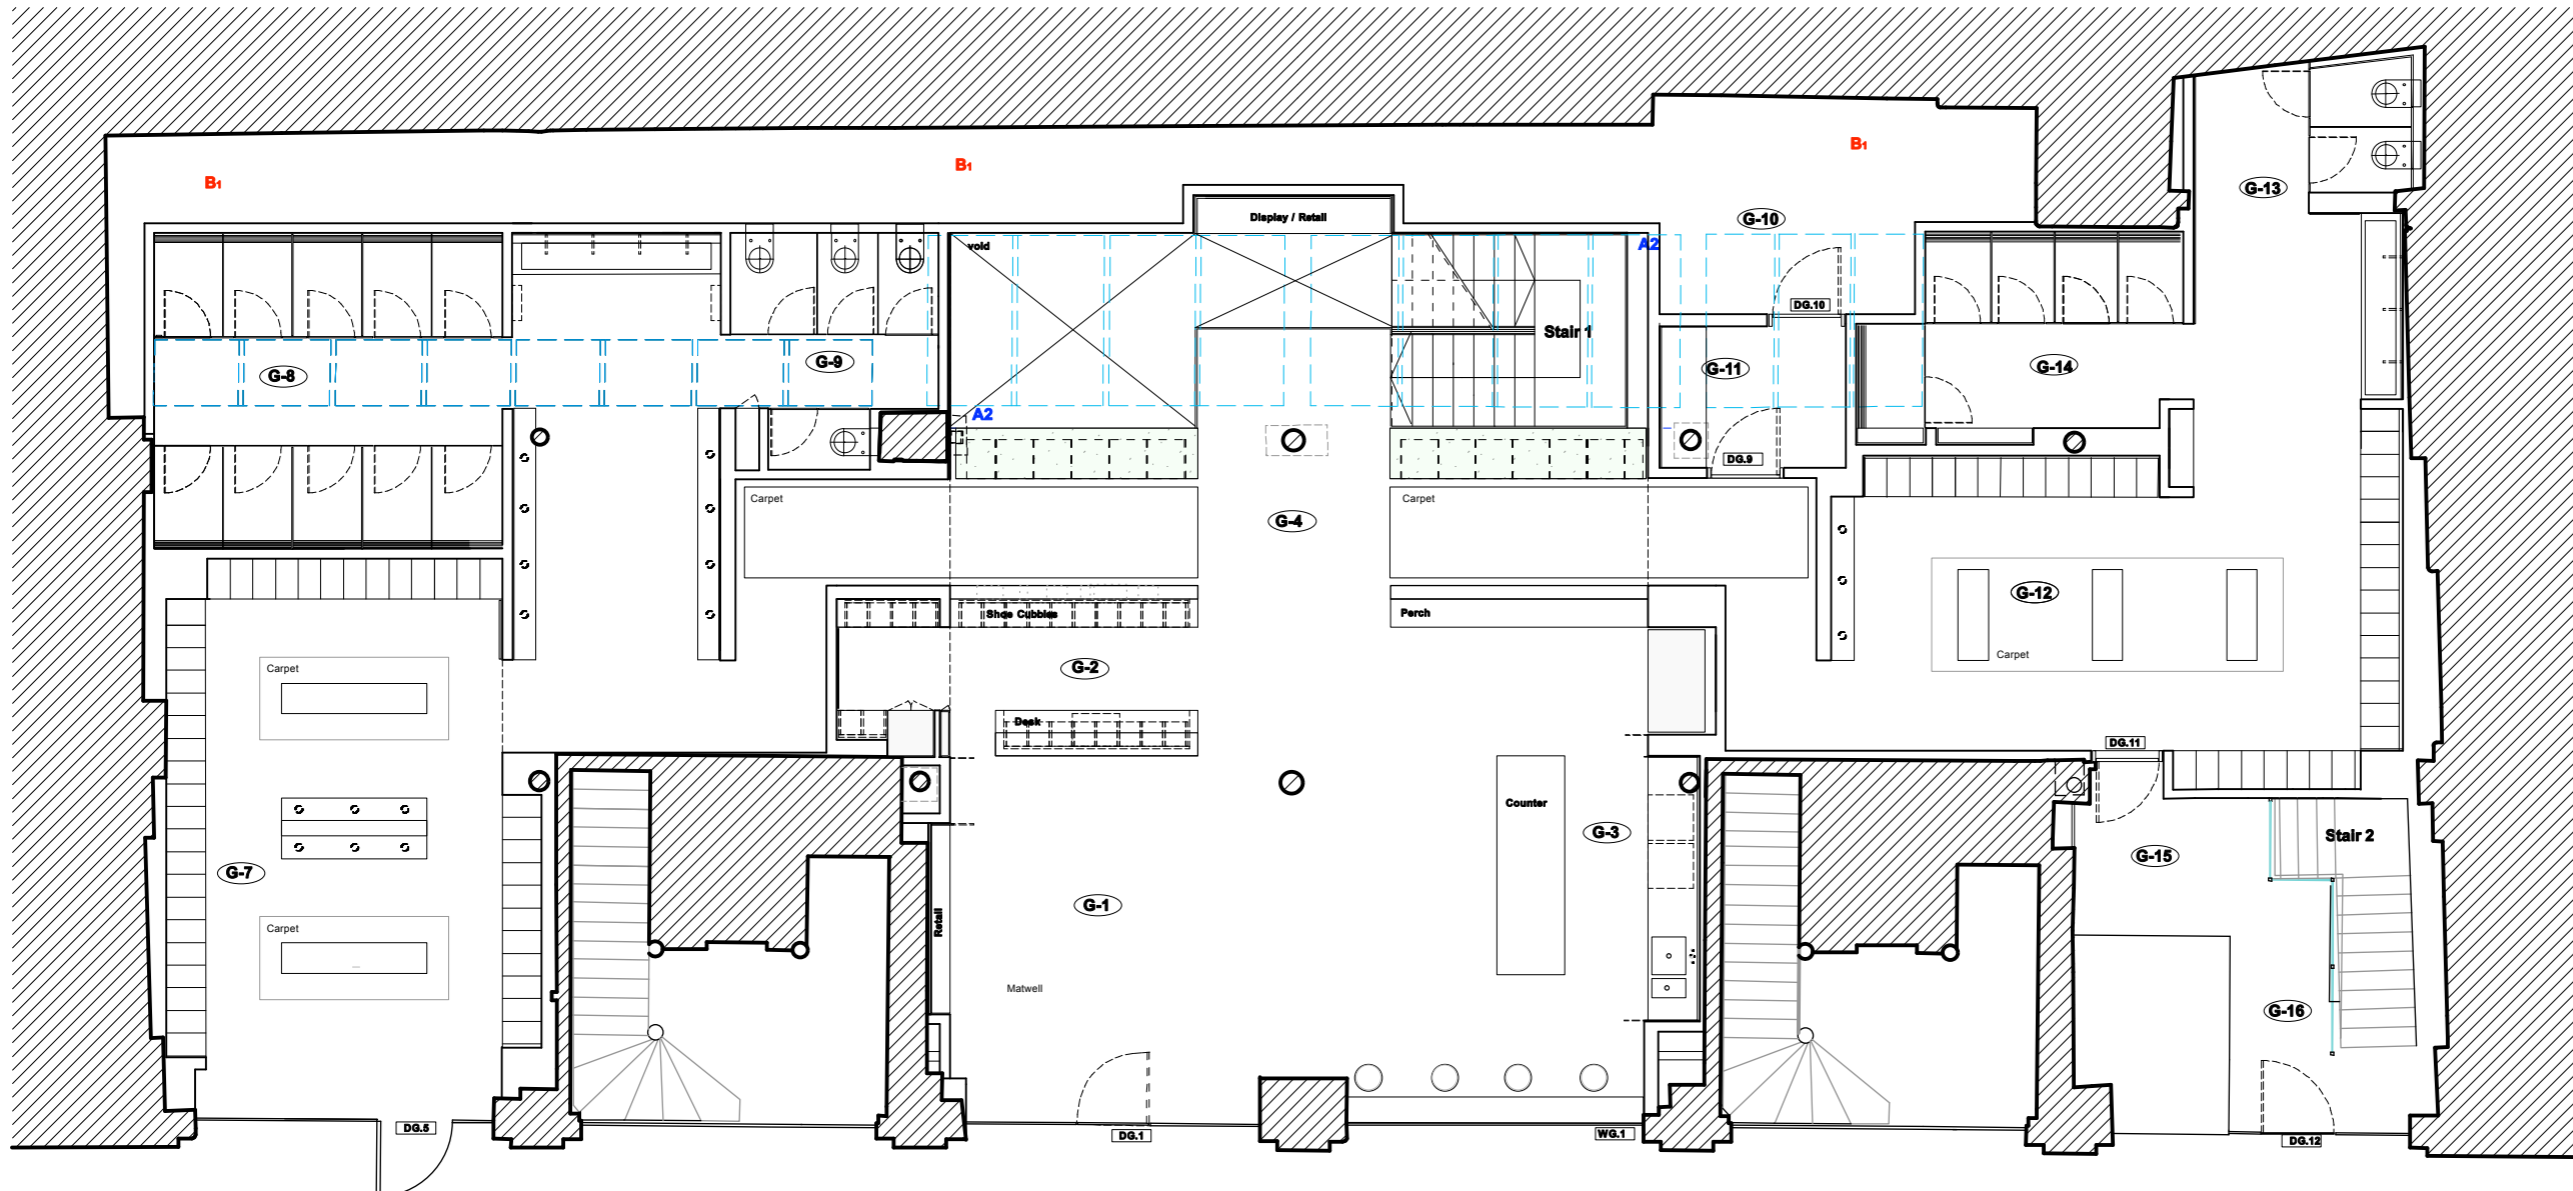 B1
B1
B1
G-13
Display / Retail
G-10
void
A2
DG.10
Stair 1
G-9
G-8
G-11
G-14
A2
DG.9
Carpet
Carpet
G-4
G-12
Shoe Cubbies
Perch
Carpet
Carpet
G-2
Desk
DG.11
Counter
G-3
Stair 2
G-15
G-7
G-1
Retail
Carpet
Matwell
G-16
DG.5
DG.1
WG.1
DG.12